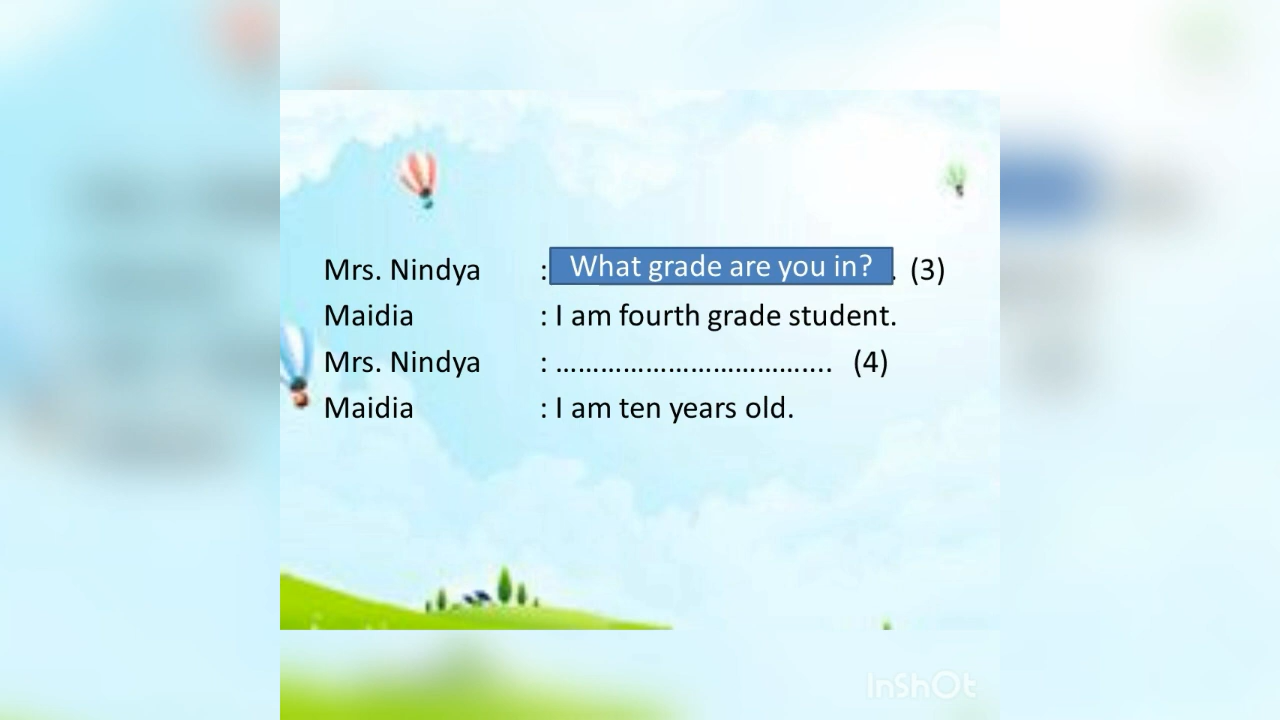 Mrs. Nindya : What grade are you in? . (3)
Maidia : I am fourth grade student.
Mrs. Nindya : ……………………………….... (4)
Maidia : I am ten years old.
InShOt